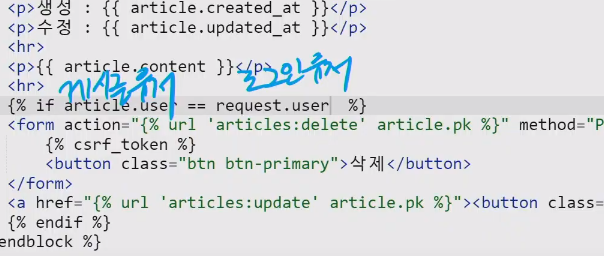 <p>생성 : {{ article.created_at }}</p>
<p>수정 : {{ article.updated_at }}</p>
<hr>
<p>{{ article.content }}</p>
<hr>
게시글유저 로그인유저
{% if article.user == request.user %}
<form action="{% url 'articles:delete' article.pk %}" method="P
{% csrf_token %}
<button class="btn btn-primary">삭제</button>
</form>
<a href="{% url 'articles:update' article.pk %}"><button class=
{% endif %}
endblock %}